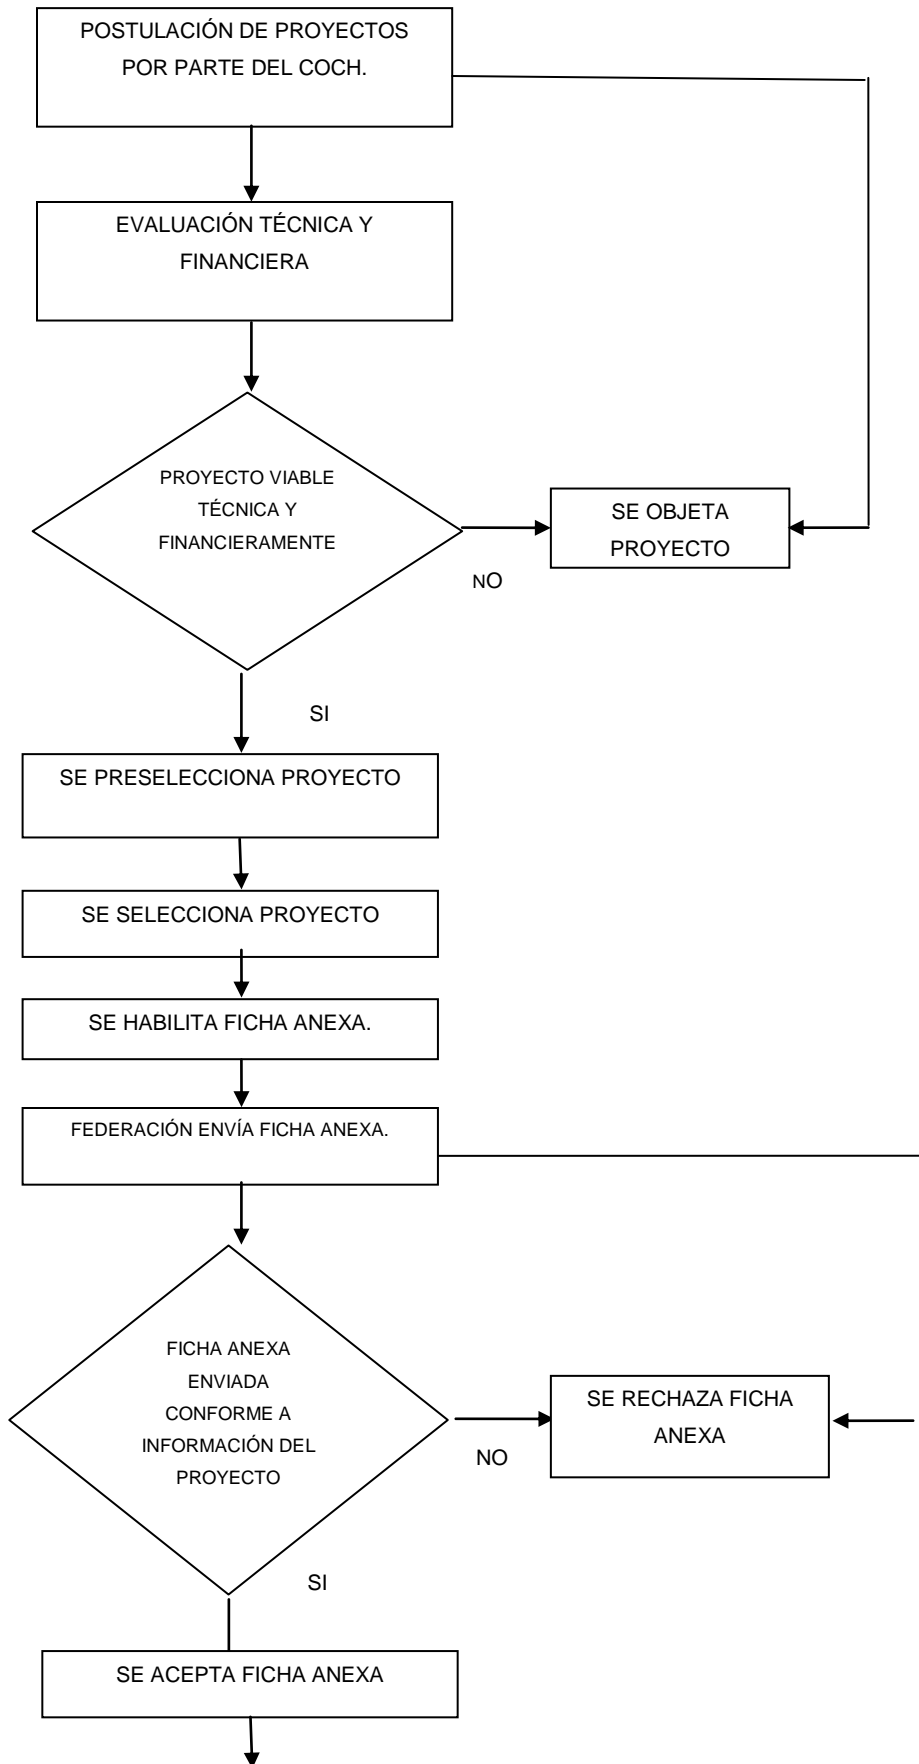 POSTULACIÓN DE PROYECTOS
POR PARTE DEL COCH.
EVALUACIÓN TÉCNICA Y
FINANCIERA
PROYECTO VIABLE
TÉCNICA Y
FINANCIERAMENTE
SE OBJETA
PROYECTO
NO
SI
SE PRESELECCIONA PROYECTO
SE SELECCIONA PROYECTO
SE HABILITA FICHA ANEXA.
FEDERACIÓN ENVÍA FICHA ANEXA.
FICHA ANEXA
ENVIADA
CONFORME A
INFORMACIÓN DEL
PROYECTO
SE RECHAZA FICHA
ANEXA
NO
SI
SE ACEPTA FICHA ANEXA